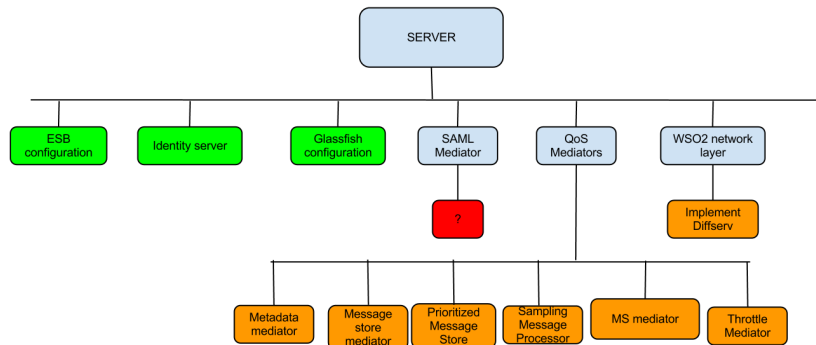 SERVER
ESB
configuration
Identity server
Glassfish
configuration
SAML
Mediator
QoS
Mediators
WSO2 network
layer
?
Implement
Diffserv
Metadata
mediator
Message
store
mediator
Prioritized
Message
Store
Sampling
Message
Processor
MS mediator
Throttle
Mediator